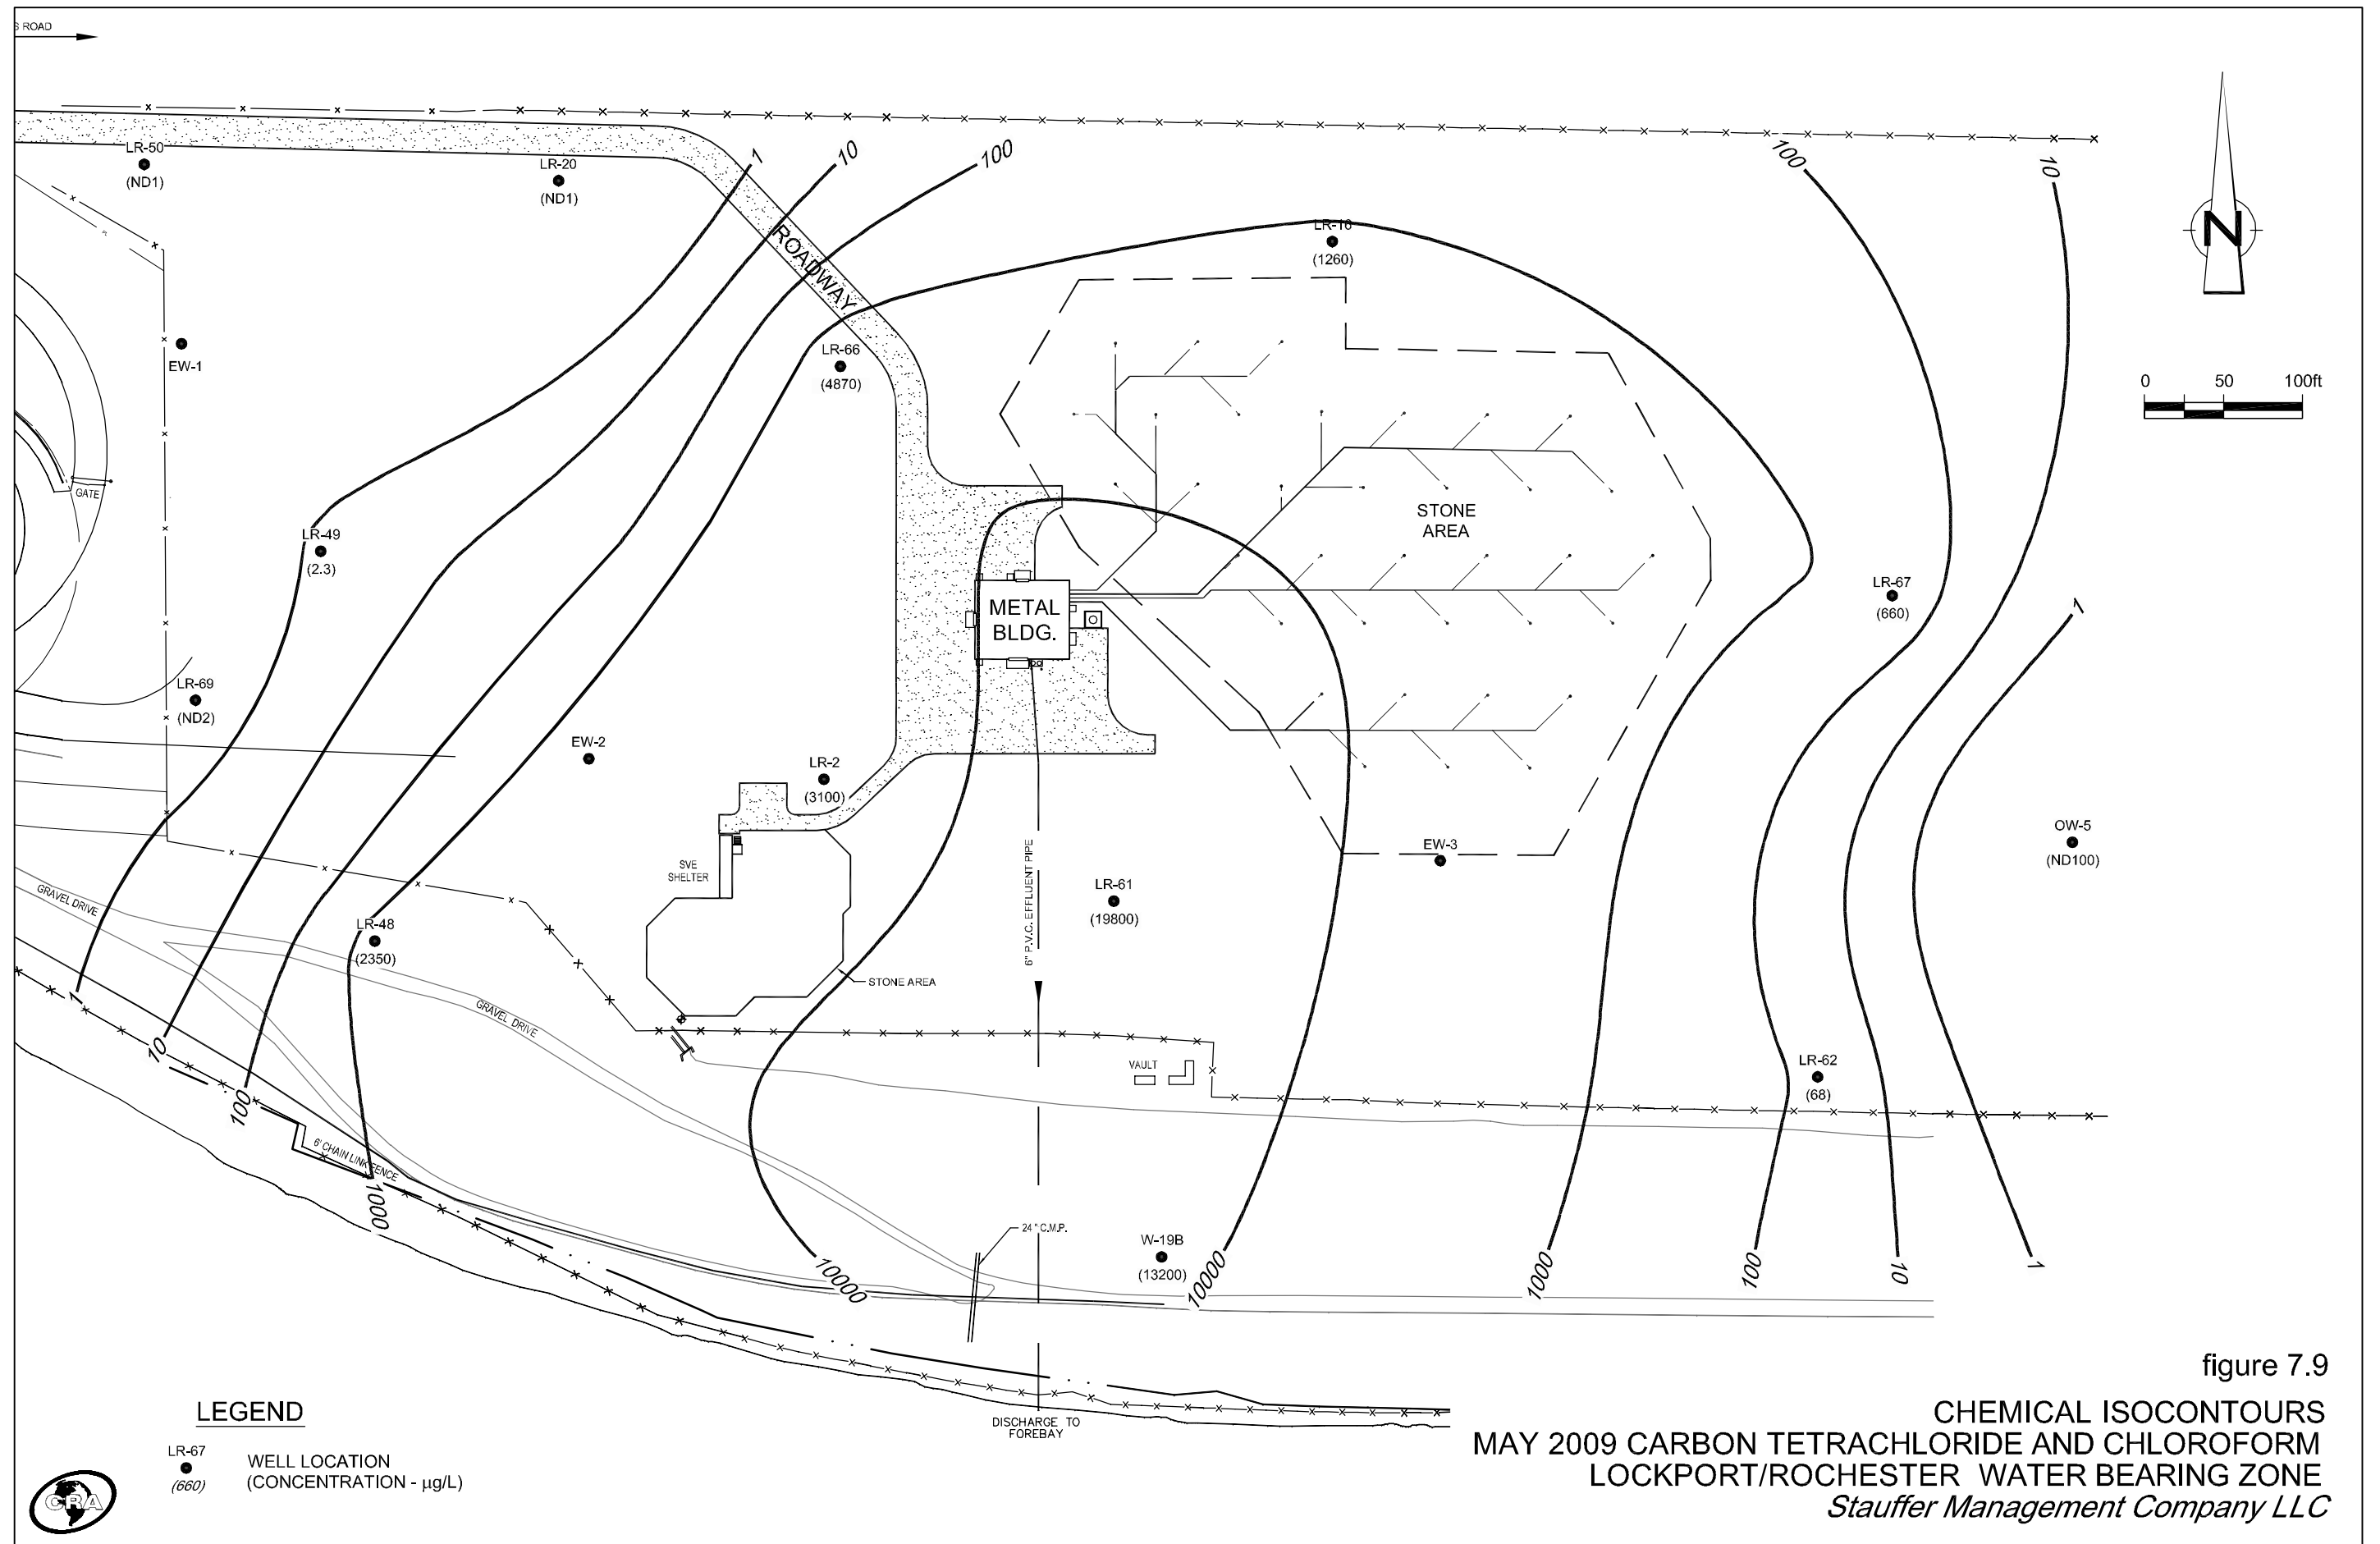 S ROAD
1
10
100
100
10
N
LR-50
(ND1)
LR-20
(ND1)
ROADWAY
LR-16
(1260)
EW-1
LR-66
(4870)
0 50 100ft
GATE
LR-49
(2.3)
STONE
AREA
METAL
BLDG.
LR-67
(660)
1
LR-69
(ND2)
EW-2
LR-2
(3100)
SVE
SHELTER
6" P.V.C. EFFLUENT PIPE
EW-3
OW-5
(ND100)
GRAVEL DRIVE
LR-61
(19800)
LR-48
(2350)
STONE AREA
1
GRAVEL DRIVE
10
VAULT
LR-62
(68)
100
6' CHAIN LINK FENCE
1000
24" C.M.P.
W-19B
(13200)
10000
10000
1000
100
10
1
DISCHARGE TO
FOREBAY
LEGEND
LR-67
(660)
WELL LOCATION
(CONCENTRATION - µg/L)
CRA
figure 7.9
CHEMICAL ISOCONTOURS
MAY 2009 CARBON TETRACHLORIDE AND CHLOROFORM
LOCKPORT/ROCHESTER WATER BEARING ZONE
Stauffer Management Company LLC